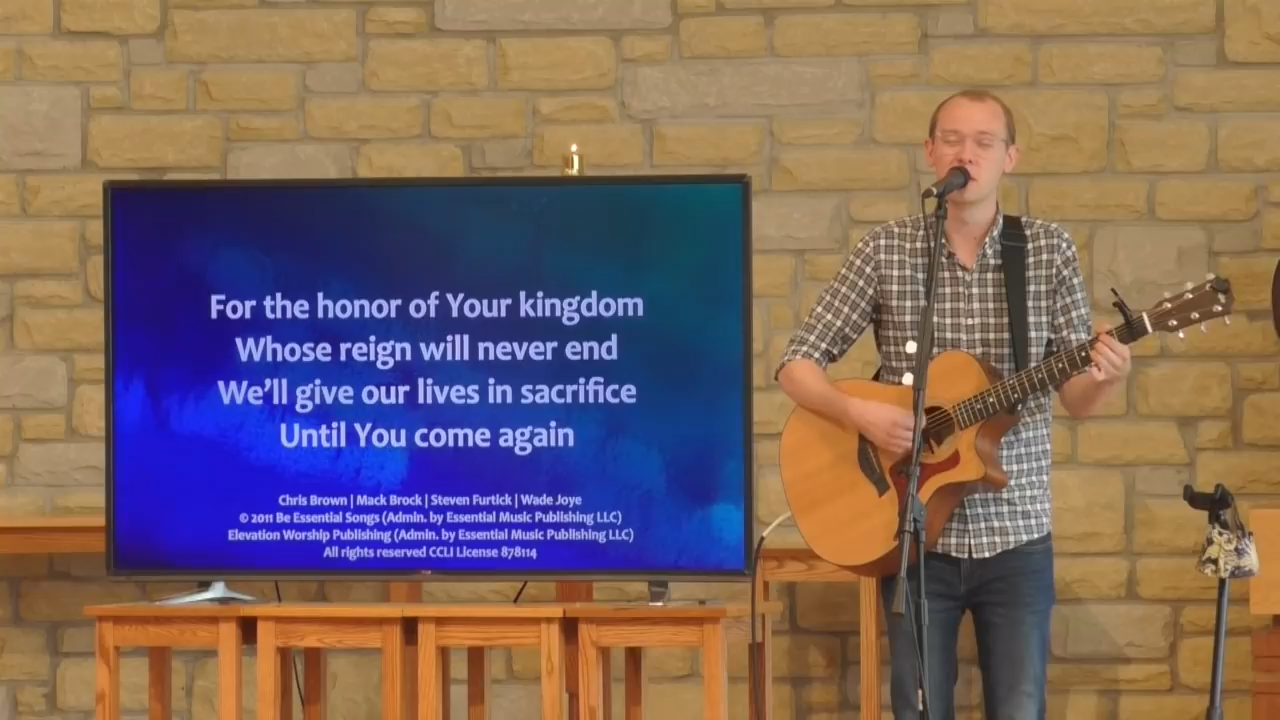 For the honor of Your kingdom
Whose reign will never end
We'll give our lives in sacrifice
Until You come again
Chris Brown | Mack Brock | Steven Furtick | Wade Joye
© 2011 Be Essential Songs (Admin. by Essential Music Publishing LLC)
Elevation Worship Publishing (Admin. by Essential Music Publishing LLC)
All rights reserved CCLI License 878114